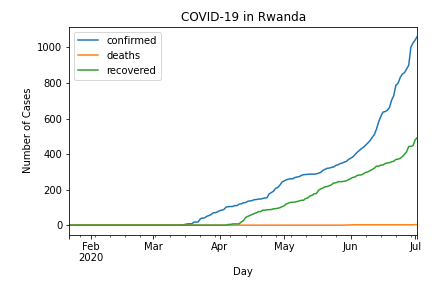 COVID-19 in Rwanda
confirmed
deaths
recovered
1000
800
600
400
200
0
Number of Cases
Feb Mar Apr May Jun Jul
2020
Day